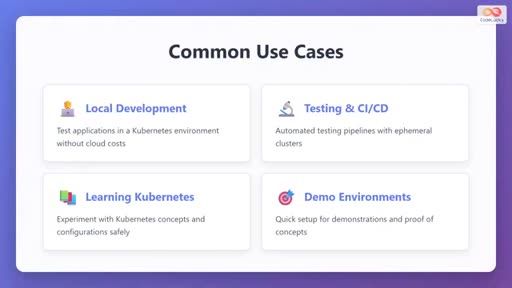 Common Use Cases
Local Development
Test applications in a Kubernetes environment
without cloud costs
Testing & CI/CD
Automated testing pipelines with ephemeral
clusters
Learning Kubernetes
Experiment with Kubernetes concepts and
configurations safely
Demo Environments
Quick setup for demonstrations and proof of
concepts